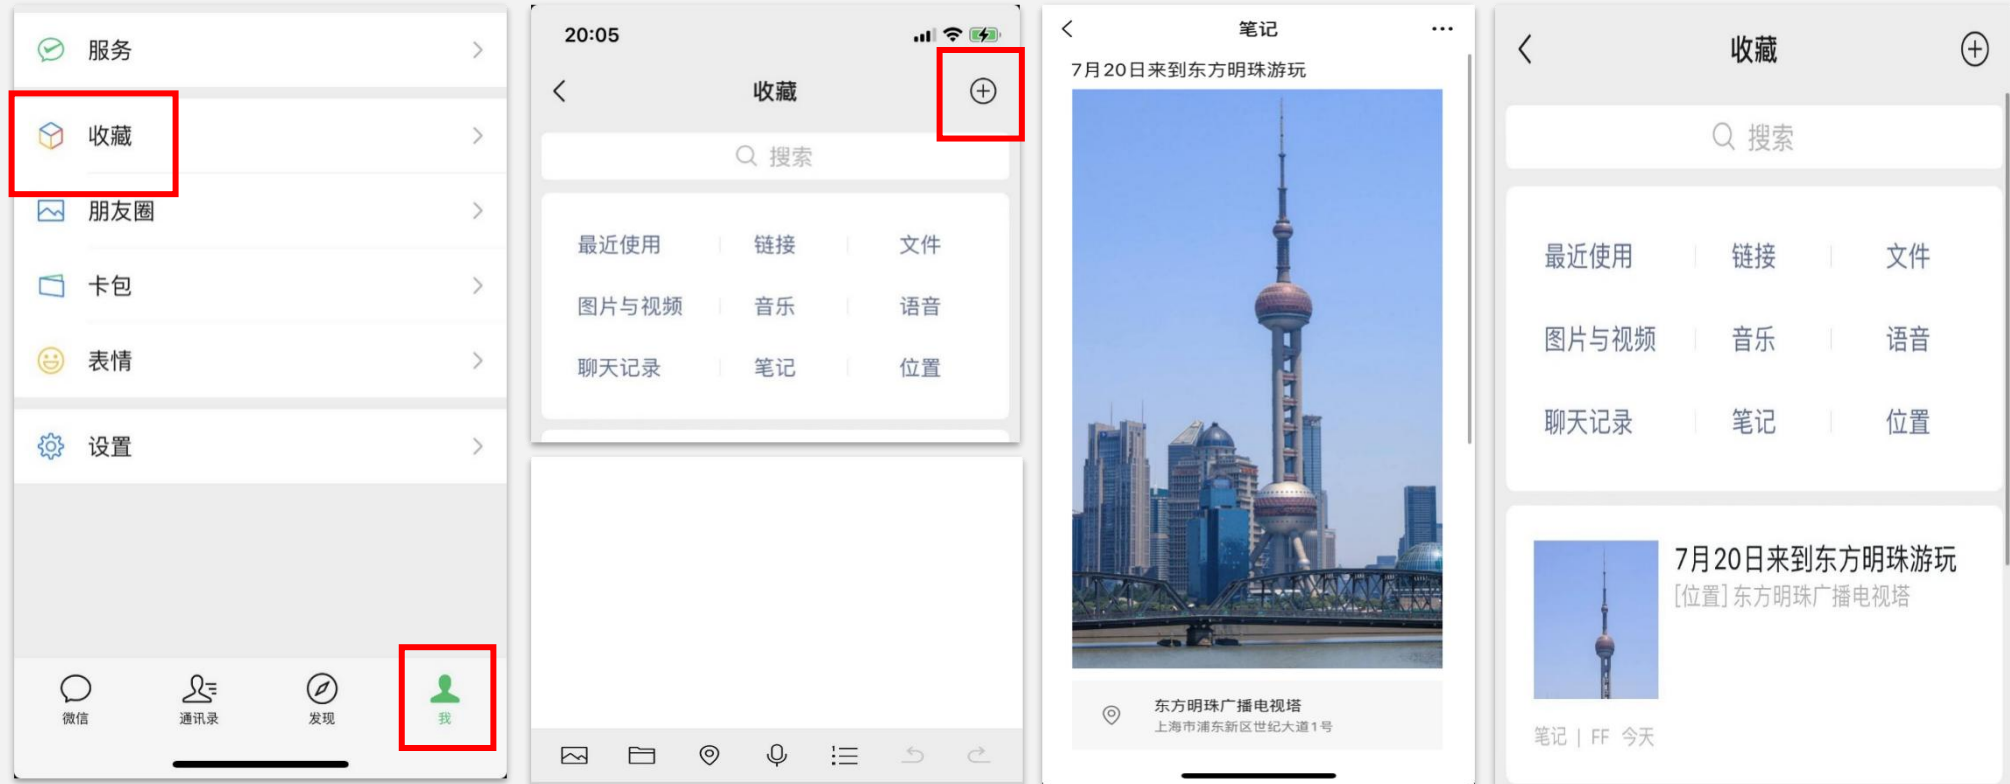 服务
收藏
朋友圈
卡包
表情
设置
微信
通讯录
发现
我
20:05
收藏
搜索
最近使用 链接 文件
图片与视频 音乐 语音
聊天记录 笔记 位置
笔记
7月20日来到东方明珠游玩
东方明珠广播电视塔
上海市浦东新区世纪大道1号
收藏
搜索
最近使用 链接 文件
图片与视频 音乐 语音
聊天记录 笔记 位置
7月20日来到东方明珠游玩
[位置] 东方明珠广播电视塔
笔记 | FF 今天